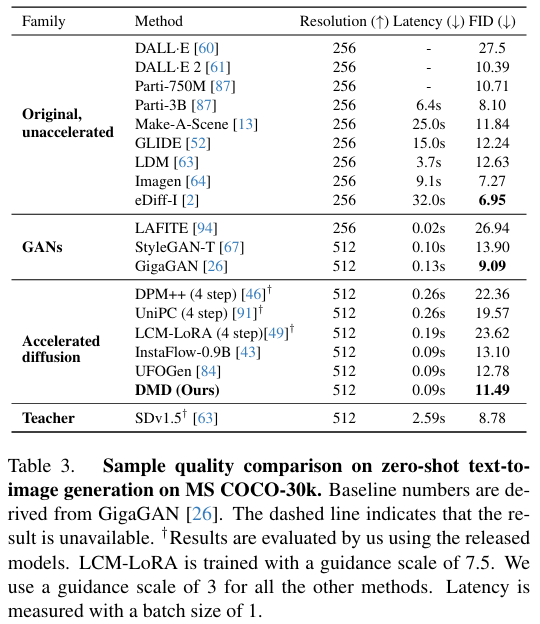 Family Method Resolution (↑) Latency (↓) FID (↓)
Original, unaccelerated
DALL·E [60] 256 - 27.5
DALL·E 2 [61] 256 - 10.39
Parti-750M [87] 256 - 10.71
Parti-3B [87] 256 6.4s 8.10
Make-A-Scene [13] 256 25.0s 11.84
GLIDE [52] 256 15.0s 12.24
LDM [63] 256 3.7s 12.63
Imagen [64] 256 9.1s 7.27
eDiff-I [2] 256 32.0s 6.95
GANs
LAFITE [94] 256 0.02s 26.94
StyleGAN-T [67] 512 0.10s 13.90
GigaGAN [26] 512 0.13s 9.09
Accelerated diffusion
DPM++ (4 step) [46]† 512 0.26s 22.36
UniPC (4 step) [91]† 512 0.26s 19.57
LCM-LoRA (4 step)[49]† 512 0.19s 23.62
InstaFlow-0.9B [43] 512 0.09s 13.10
UFOGen [84] 512 0.09s 12.78
DMD (Ours) 512 0.09s 11.49
Teacher SDv1.5† [63] 512 2.59s 8.78
Table 3. Sample quality comparison on zero-shot text-to-
image generation on MS COCO-30k. Baseline numbers are de-
rived from GigaGAN [26]. The dashed line indicates that the re-
sult is unavailable. †Results are evaluated by us using the released
models. LCM-LoRA is trained with a guidance scale of 7.5. We
use a guidance scale of 3 for all the other methods. Latency is
measured with a batch size of 1.